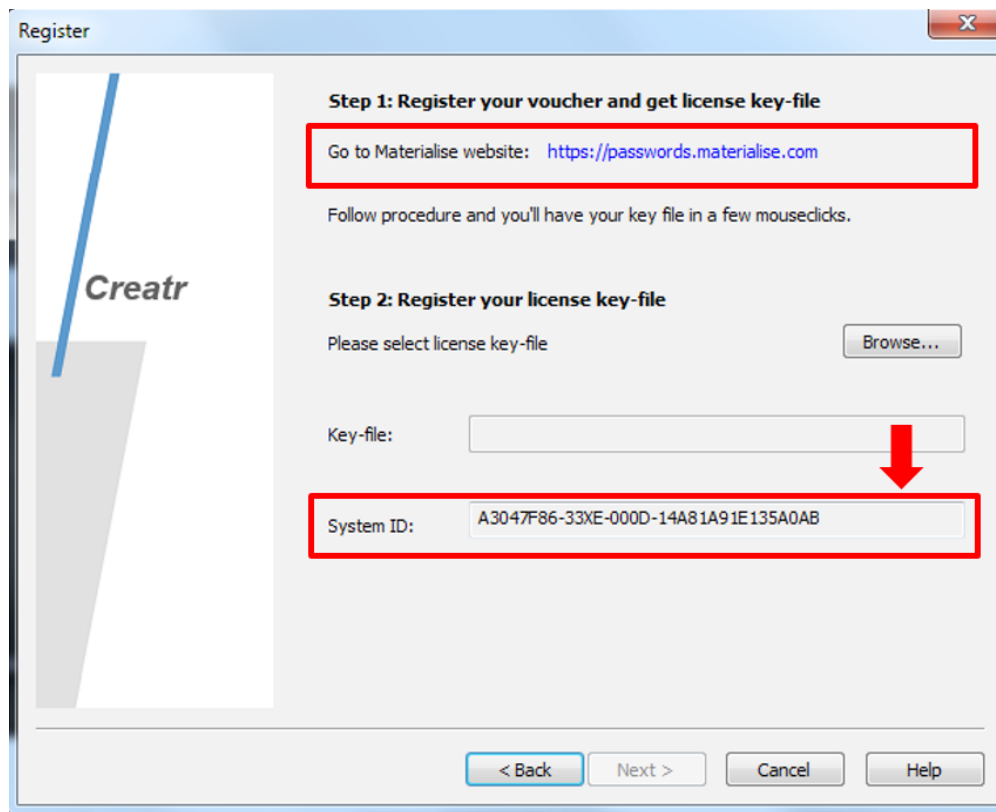 Register
Step 1: Register your voucher and get license key-file
Go to Materialise website: https://passwords.materialise.com
Follow procedure and you'll have your key file in a few mouseclicks.
Creatr
Step 2: Register your license key-file
Please select license key-file
Browse...
Key-file:
System ID: A3047F86-33XE-000D-14A81A91E135A0AB
< Back
Next >
Cancel
Help